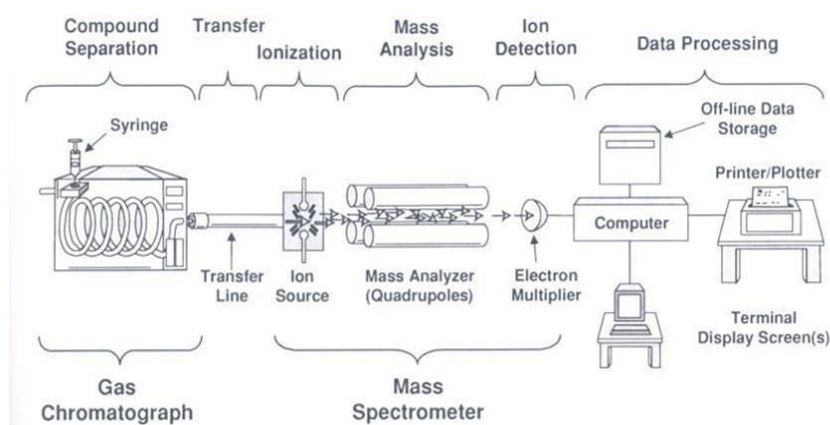 Compound
Separation
Transfer
Ionization
Mass
Analysis
Ion
Detection
Data Processing
Syringe
Off-line Data
Storage
Printer/Plotter
Computer
Transfer
Line
Ion
Source
Mass Analyzer
(Quadrupoles)
Electron
Multiplier
Terminal
Display Screen(s)
Gas
Chromatograph
Mass
Spectrometer